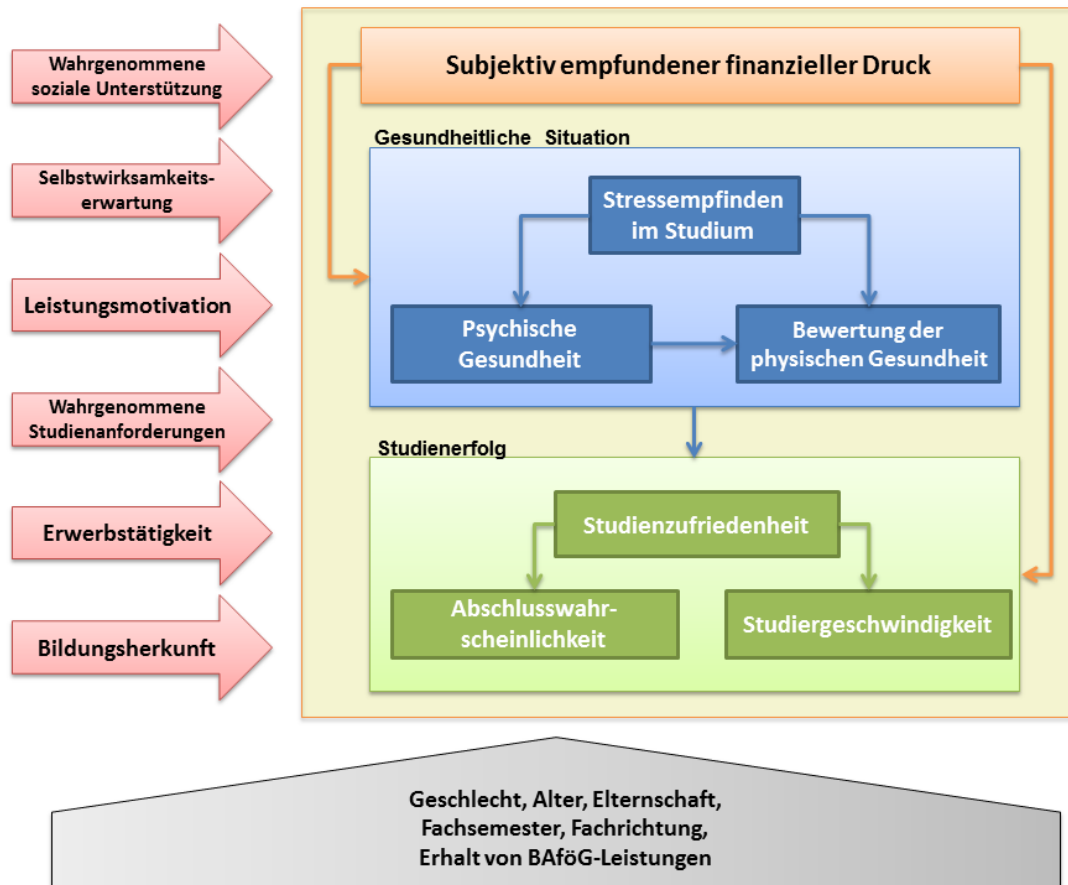 Wahrgenommene
soziale Unterstützung
Selbstwirksamkeits-
erwartung
Leistungsmotivation
Wahrgenommene
Studienanforderungen
Erwerbstätigkeit
Bildungsherkunft
Subjektiv empfundener finanzieller Druck
Gesundheitliche Situation
Stressempfinden
im Studium
Psychische
Gesundheit
Bewertung der
physischen Gesundheit
Studienerfolg
Studienzufriedenheit
Abschlusswahr-
scheinlichkeit
Studiergeschwindigkeit
Geschlecht, Alter, Elternschaft,
Fachsemester, Fachrichtung,
Erhalt von BAföG-Leistungen